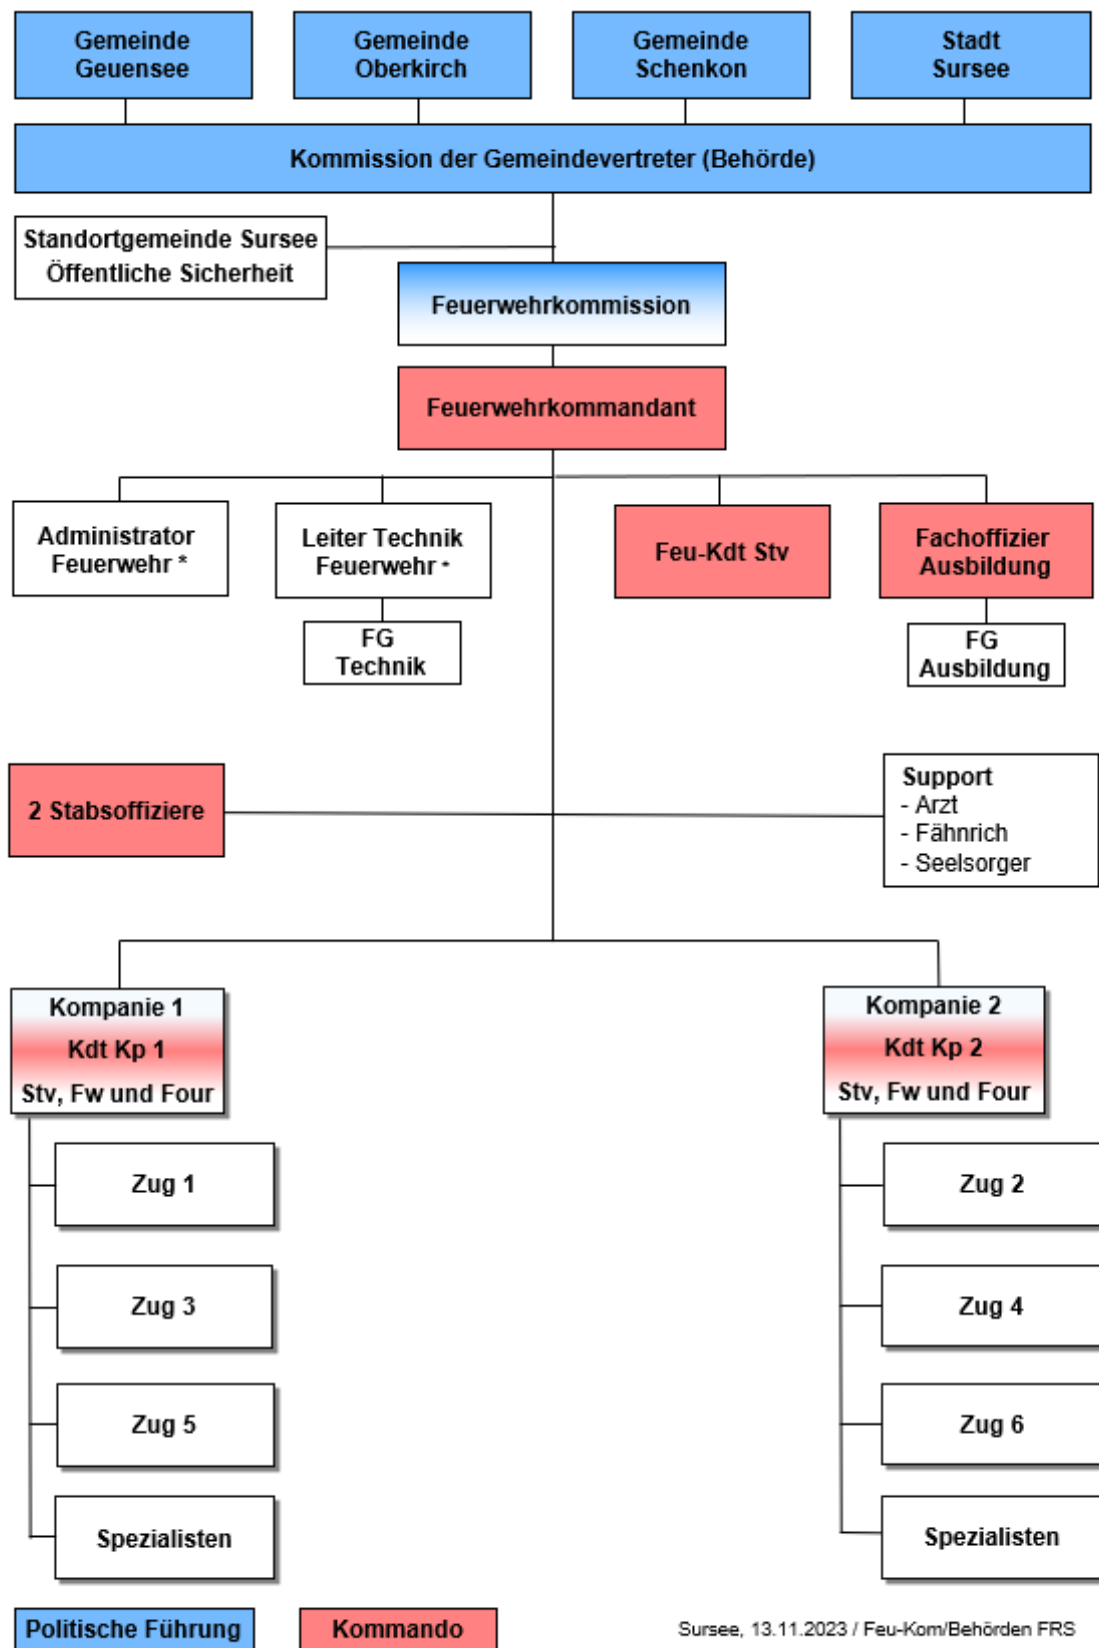 Gemeinde
Geuensee
Gemeinde
Oberkirch
Gemeinde
Schenkon
Stadt
Sursee
Kommission der Gemeindevertreter (Behörde)
Standortgemeinde Sursee
Öffentliche Sicherheit
Feuerwehrkommission
Feuerwehrkommandant
Administrator
Feuerwehr *
Leiter Technik
Feuerwehr *
Feu-Kdt Stv
Fachoffizier
Ausbildung
FG
Technik
FG
Ausbildung
2 Stabsoffiziere
Support
- Arzt
- Fähnrich
- Seelsorger
Kompanie 1
Kdt Kp 1
Stv, Fw und Four
Kompanie 2
Kdt Kp 2
Stv, Fw und Four
Zug 1
Zug 2
Zug 3
Zug 4
Zug 5
Zug 6
Spezialisten
Spezialisten
Politische Führung
Kommando
Sursee, 13.11.2023 / Feu-Kom/Behörden FRS